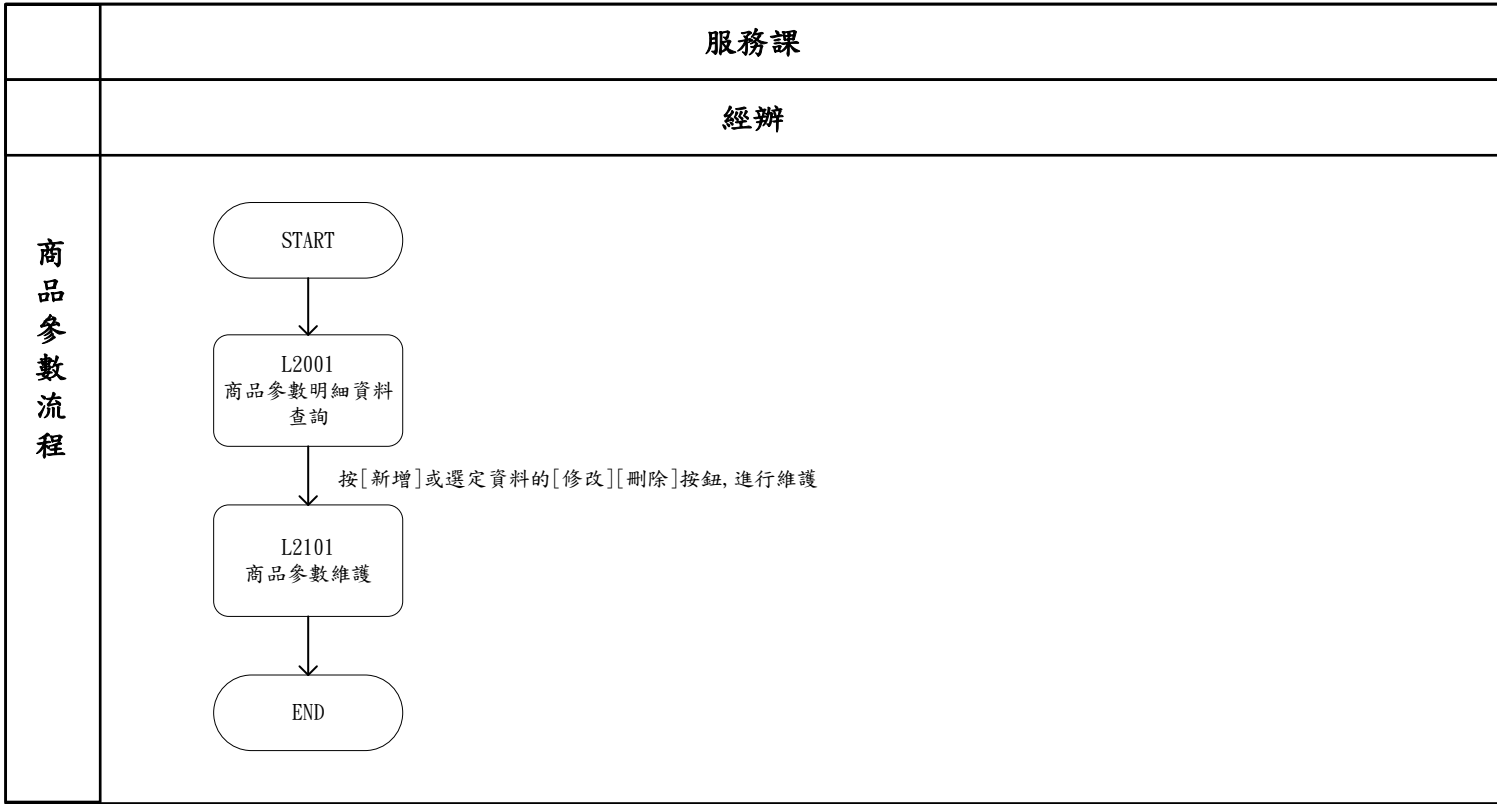 服務課
經辦
商品參數流程
START
L2001
商品參數明細資料
查詢
按[新增]或選定資料的[修改][刪除]按鈕,進行維護
L2101
商品參數維護
END